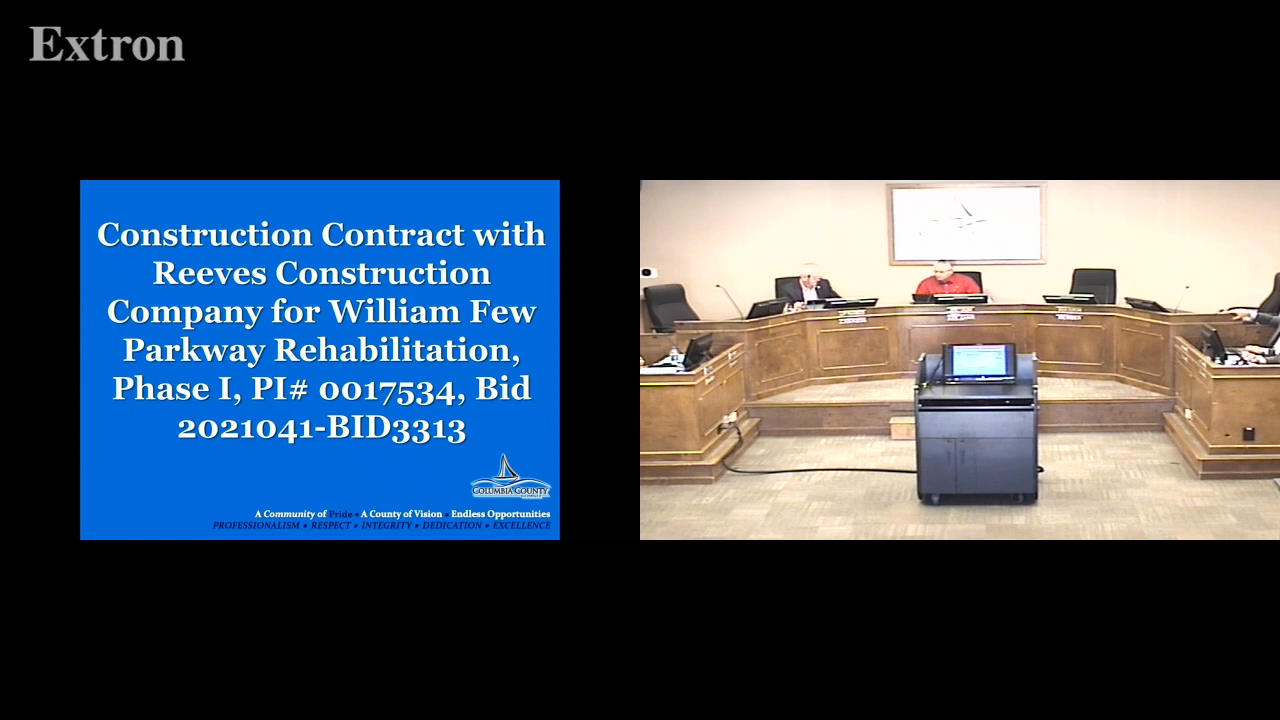 Extron
Construction Contract with
Reeves Construction
Company for William Few
Parkway Rehabilitation,
Phase I, PI# 0017534, Bid
2021041-BID3313
COLUMBIA COUNTY
A Community of Pride • A County of Vision • Endless Opportunities
PROFESSIONALISM • RESPECT • INTEGRITY • DEDICATION • EXCELLENCE